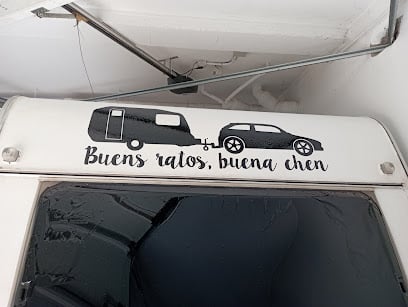 Buens ratos, buena chen